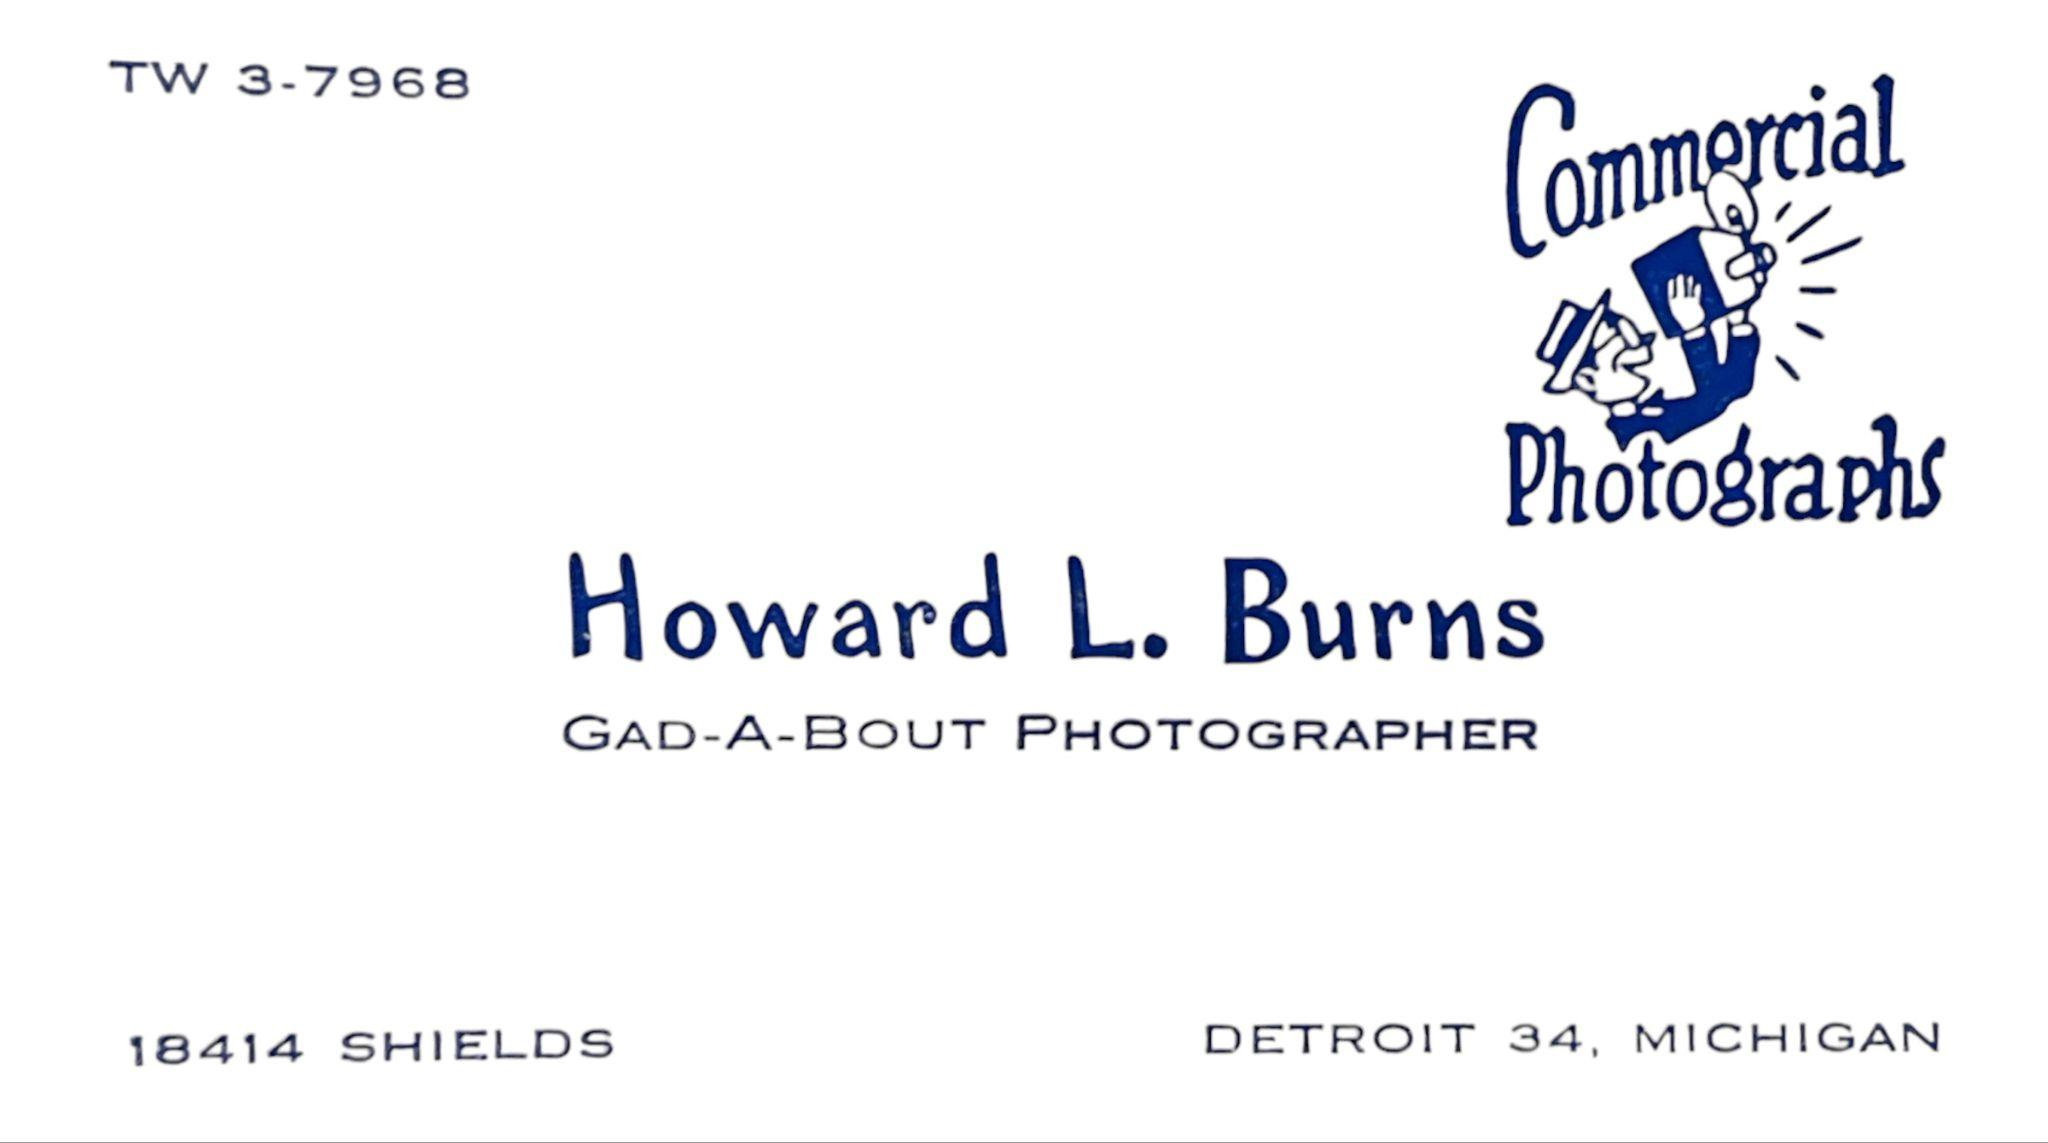 TW 3-7968
Commercial
Photographs
Howard L. Burns
GAD-A-BOUT PHOTOGRAPHER
18414 SHIELDS
DETROIT 34, MICHIGAN